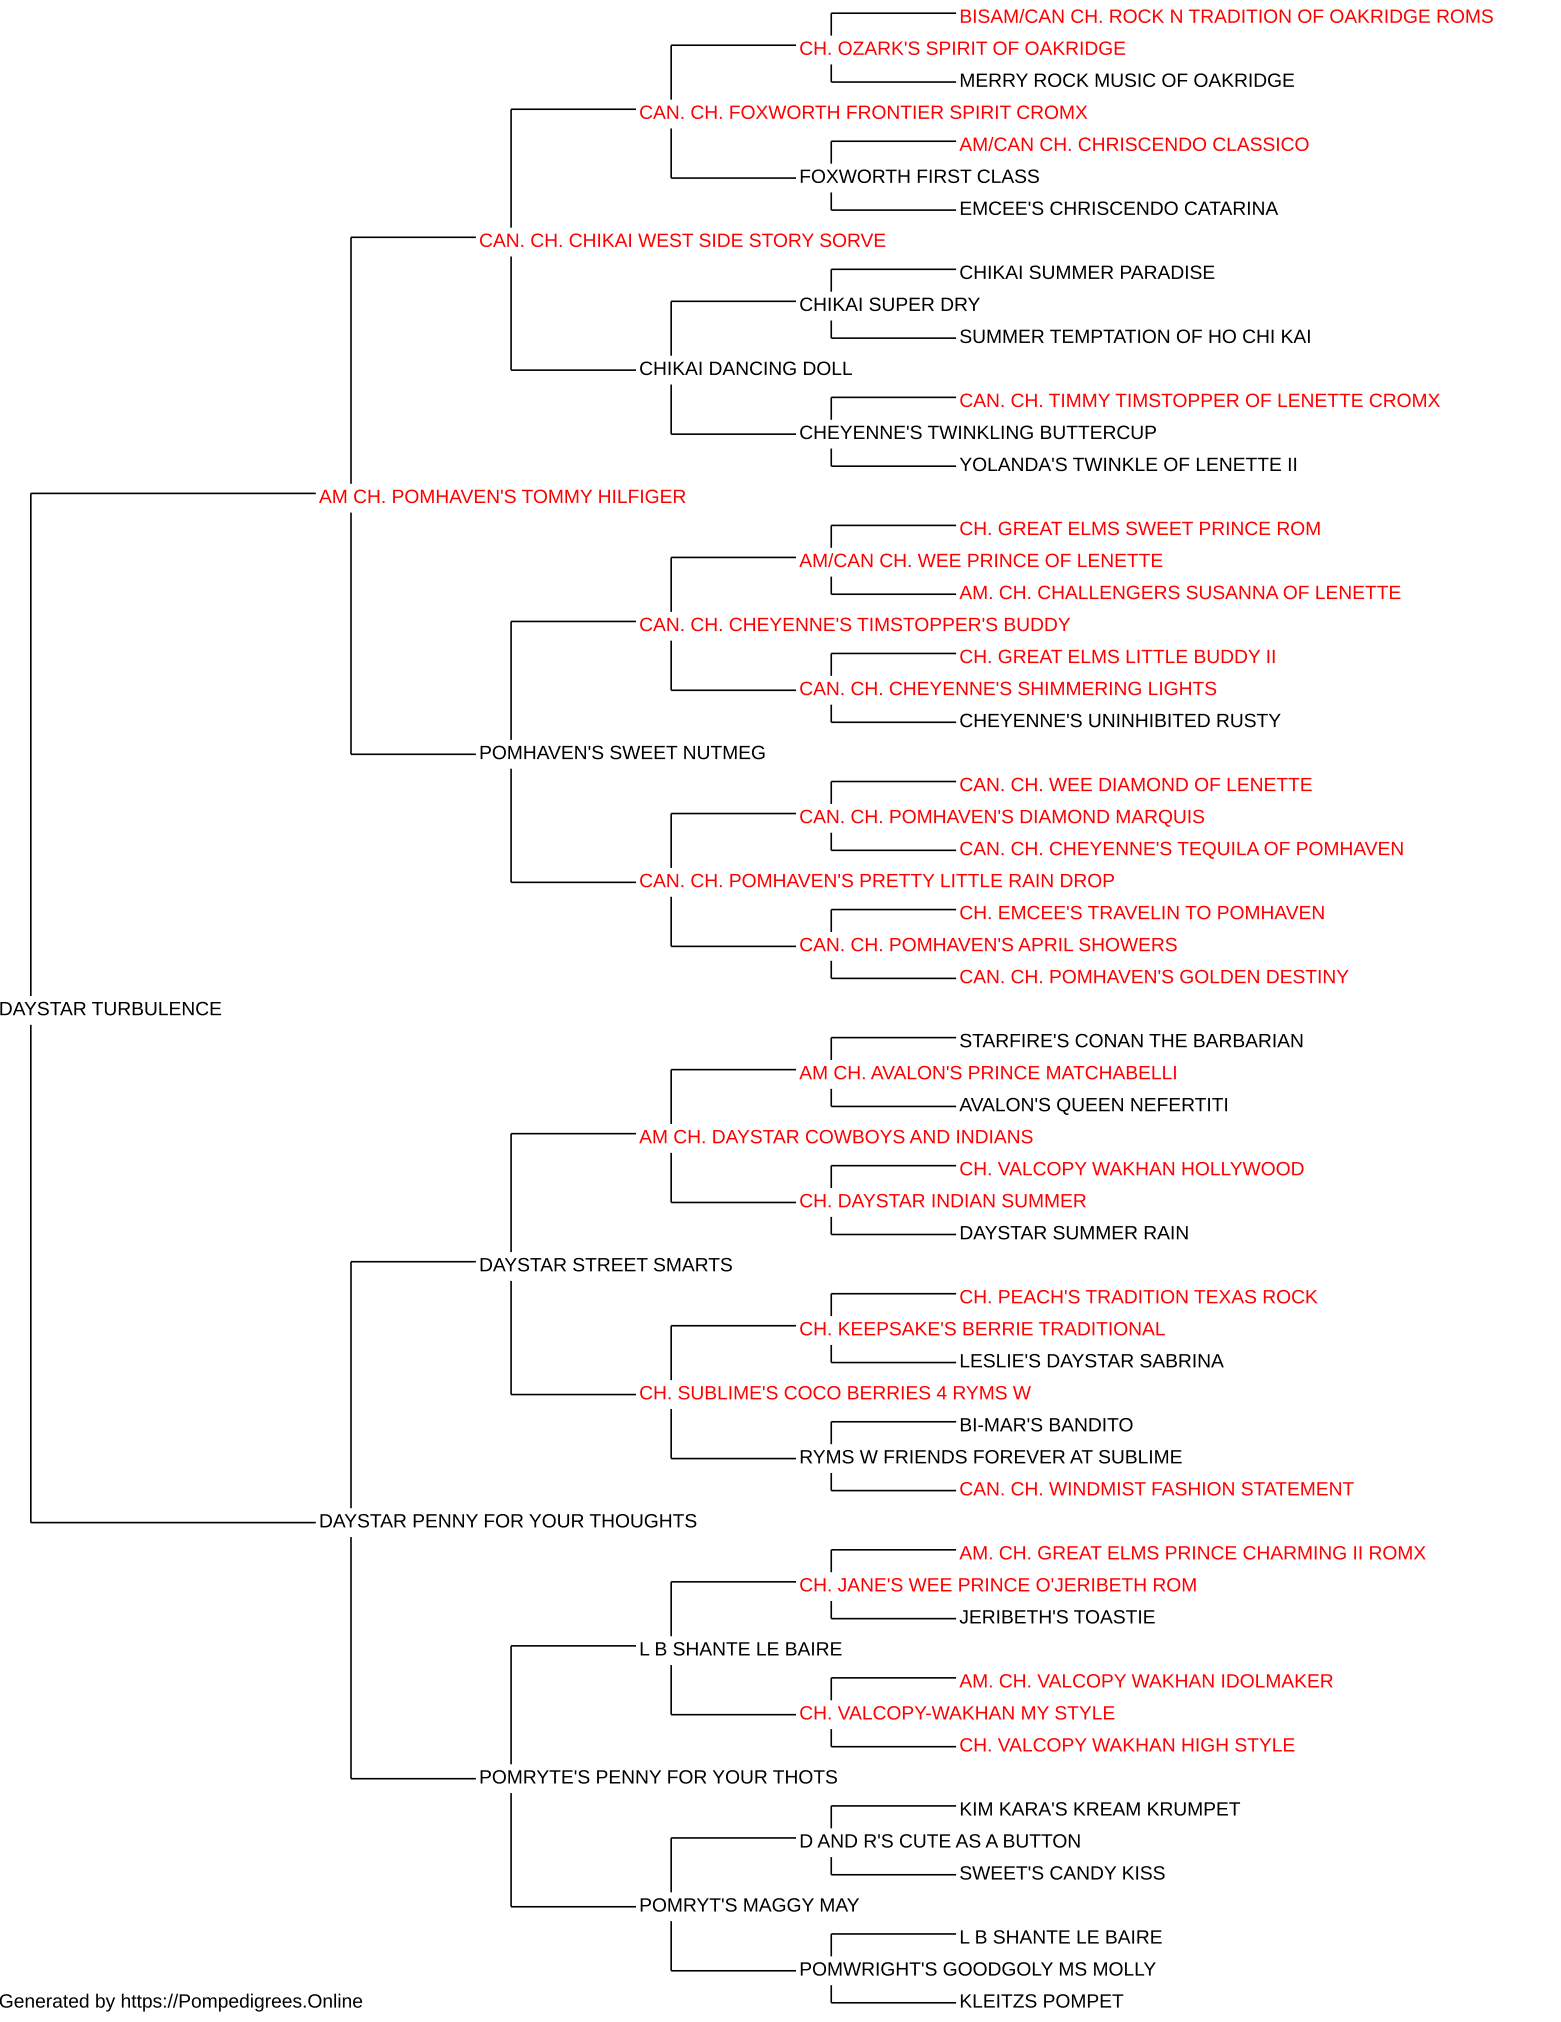 BISAM/CAN CH. ROCK N TRADITION OF OAKRIDGE ROMS
CH. OZARK'S SPIRIT OF OAKRIDGE
MERRY ROCK MUSIC OF OAKRIDGE
CAN. CH. FOXWORTH FRONTIER SPIRIT CROMX
AM/CAN CH. CHRISCENDO CLASSICO
FOXWORTH FIRST CLASS
EMCEE'S CHRISCENDO CATARINA
CAN. CH. CHIKAI WEST SIDE STORY SORVE
CHIKAI SUMMER PARADISE
CHIKAI SUPER DRY
SUMMER TEMPTATION OF HO CHI KAI
CHIKAI DANCING DOLL
CAN. CH. TIMMY TIMSTOPPER OF LENETTE CROMX
CHEYENNE'S TWINKLING BUTTERCUP
YOLANDA'S TWINKLE OF LENETTE II
AM CH. POMHAVEN'S TOMMY HILFIGER
CH. GREAT ELMS SWEET PRINCE ROM
AM/CAN CH. WEE PRINCE OF LENETTE
AM. CH. CHALLENGERS SUSANNA OF LENETTE
CAN. CH. CHEYENNE'S TIMSTOPPER'S BUDDY
CH. GREAT ELMS LITTLE BUDDY II
CAN. CH. CHEYENNE'S SHIMMERING LIGHTS
CHEYENNE'S UNINHIBITED RUSTY
POMHAVEN'S SWEET NUTMEG
CAN. CH. WEE DIAMOND OF LENETTE
CAN. CH. POMHAVEN'S DIAMOND MARQUIS
CAN. CH. CHEYENNE'S TEQUILA OF POMHAVEN
CAN. CH. POMHAVEN'S PRETTY LITTLE RAIN DROP
CH. EMCEE'S TRAVELIN TO POMHAVEN
CAN. CH. POMHAVEN'S APRIL SHOWERS
CAN. CH. POMHAVEN'S GOLDEN DESTINY
DAYSTAR TURBULENCE
STARFIRE'S CONAN THE BARBARIAN
AM CH. AVALON'S PRINCE MATCHABELLI
AVALON'S QUEEN NEFERTITI
AM CH. DAYSTAR COWBOYS AND INDIANS
CH. VALCOPY WAKHAN HOLLYWOOD
CH. DAYSTAR INDIAN SUMMER
DAYSTAR SUMMER RAIN
DAYSTAR STREET SMARTS
CH. PEACH'S TRADITION TEXAS ROCK
CH. KEEPSAKE'S BERRIE TRADITIONAL
LESLIE'S DAYSTAR SABRINA
CH. SUBLIME'S COCO BERRIES 4 RYMS W
BI-MAR'S BANDITO
RYMS W FRIENDS FOREVER AT SUBLIME
CAN. CH. WINDMIST FASHION STATEMENT
DAYSTAR PENNY FOR YOUR THOUGHTS
AM. CH. GREAT ELMS PRINCE CHARMING II ROMX
CH. JANE'S WEE PRINCE O'JERIBETH ROM
JERIBETH'S TOASTIE
L B SHANTE LE BAIRE
AM. CH. VALCOPY WAKHAN IDOLMAKER
CH. VALCOPY-WAKHAN MY STYLE
CH. VALCOPY WAKHAN HIGH STYLE
POMRYTE'S PENNY FOR YOUR THOTS
KIM KARA'S KREAM KRUMPET
D AND R'S CUTE AS A BUTTON
SWEET'S CANDY KISS
POMRYT'S MAGGY MAY
L B SHANTE LE BAIRE
POMWRIGHT'S GOODGOLY MS MOLLY
KLEITZS POMPET
Generated by https://Pompedigrees.Online